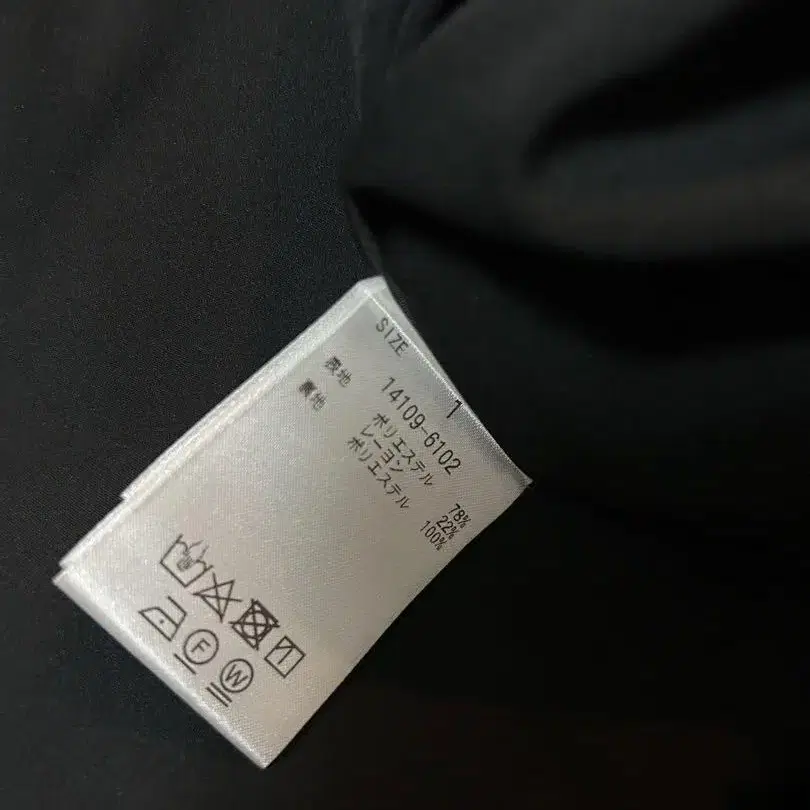 SIZE 1
14109-6102
表地 ポリエステル 78%
レーヨン 22%
裏地 ポリエステル 100%
F W